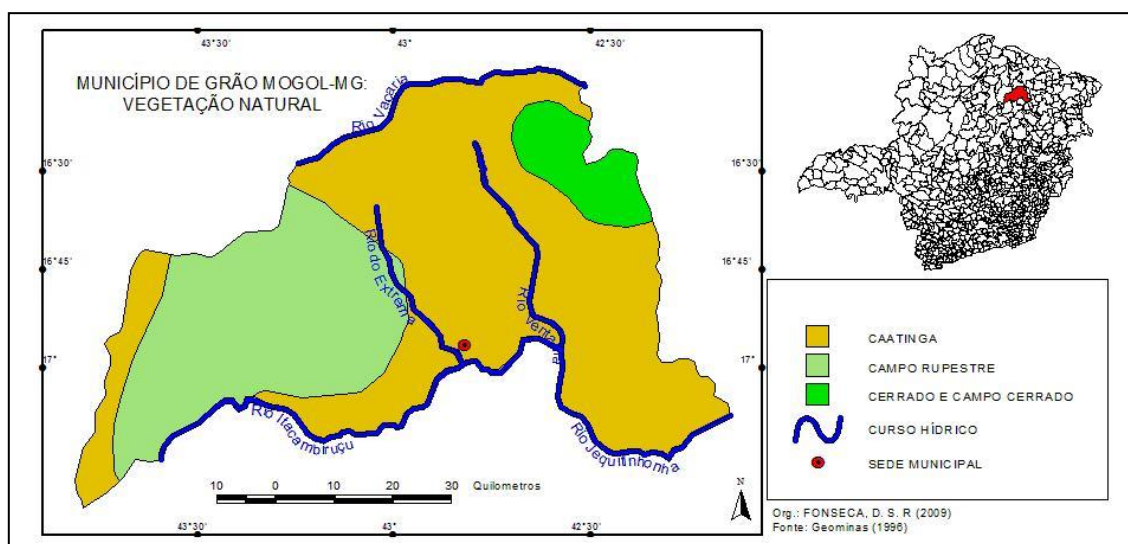 43°30'
43°
42°30'
MUNICÍPIO DE GRÃO MOGOL-MG:
VEGETAÇÃO NATURAL
Rio Vacaria
16°30'
16°30'
Rio do Extrema
16°45'
16°45'
Rio Ventania
17°
17°
Rio Itacambiruçu
Rio Jequitinhonha
10 0 10 20 30 Quilometros
N
43°30'
43°
42°30'
CAATINGA
CAMPO RUPESTRE
CERRADO E CAMPO CERRADO
CURSO HÍDRICO
SEDE MUNICIPAL
Org.: FONSECA, D. S. R (2009)
Fonte: Geominas (1996)